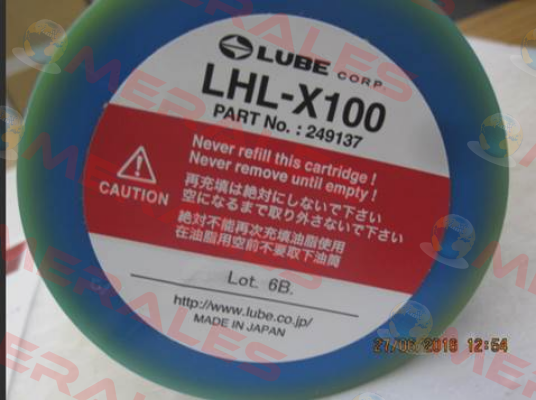 LUBE CORP.
LHL-X100
PART No. : 249137
Never refill this cartridge !
Never remove until empty !
CAUTION
再充填は絶対にしないで下さい
空になるまで取り外さないで下さい
絶対不能再次充填油脂使用
在油脂用空前不要取下油筒
Lot. 6B.
http://www.lube.co.jp/
MADE IN JAPAN
27/06/2016 12:54
MERALES